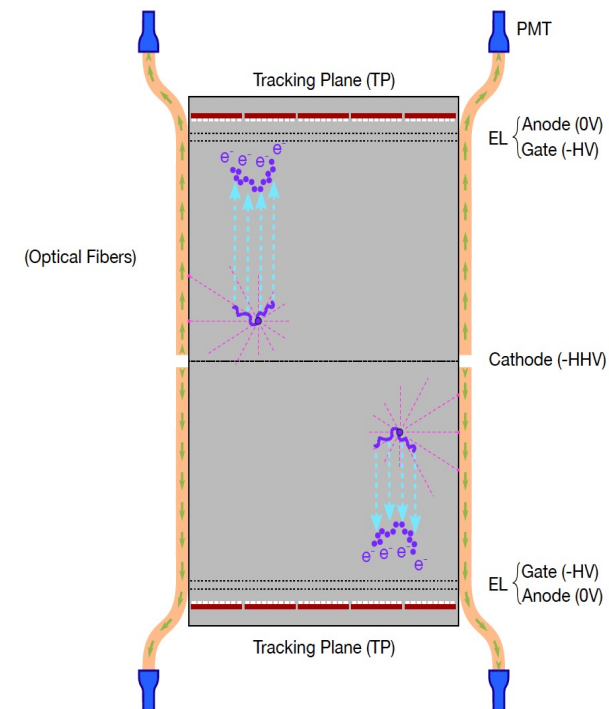 PMT
Tracking Plane (TP)
EL { Anode (0V)
Gate (-HV)
e- e- e- e-
(Optical Fibers)
Cathode (-HHV)
e- e- e- e-
EL { Gate (-HV)
Anode (0V)
Tracking Plane (TP)